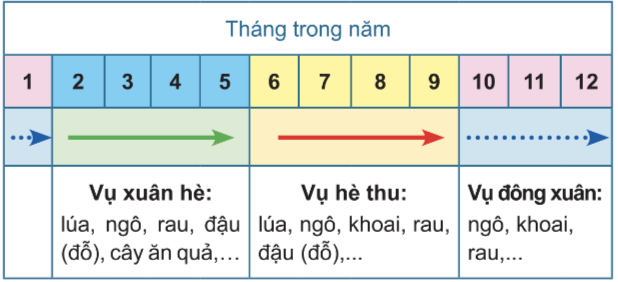 Tháng trong năm
1 2 3 4 5 6 7 8 9 10 11 12
Vụ xuân hè:
lúa, ngô, rau, đậu
(đỗ), cây ăn quả,...
Vụ hè thu:
lúa, ngô, khoai, rau,
đậu (đỗ),...
Vụ đông xuân:
ngô, khoai,
rau,...